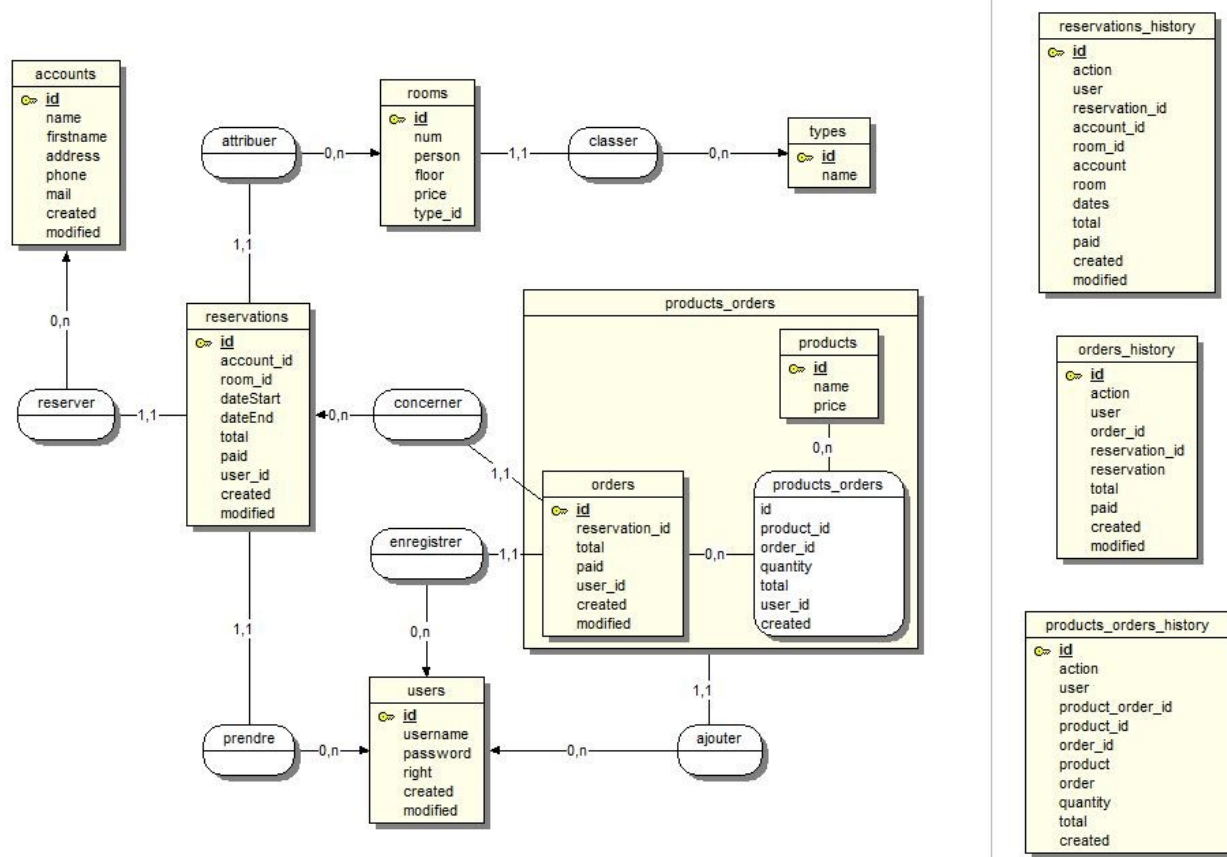 accounts
id
name
firstname
address
phone
mail
created
modified
attribuer
0,n
rooms
id
num
person
floor
price
type_id
1,1
classer
0,n
types
id
name
1,1
0,n
reserver
1,1
reservations
id
account_id
room_id
dateStart
dateEnd
total
paid
user_id
created
modified
0,n
concerner
1,1
enregistrer
1,1
0,n
products_orders
products
id
name
price
0,n
orders
id
reservation_id
total
paid
user_id
created
modified
0,n
products_orders
id
product_id
order_id
quantity
total
user_id
created
1,1
prendre
0,n
users
id
username
password
right
created
modified
0,n
ajouter
1,1
reservations_history
id
action
user
reservation_id
account_id
room_id
account
room
dates
total
paid
created
modified
orders_history
id
action
user
order_id
reservation_id
reservation
total
paid
created
modified
products_orders_history
id
action
user
product_order_id
product_id
order_id
product
order
quantity
total
created